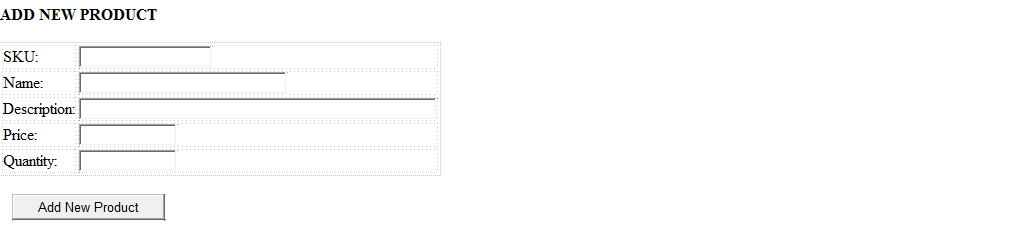 ADD NEW PRODUCT
SKU:
Name:
Description:
Price:
Quantity:
Add New Product